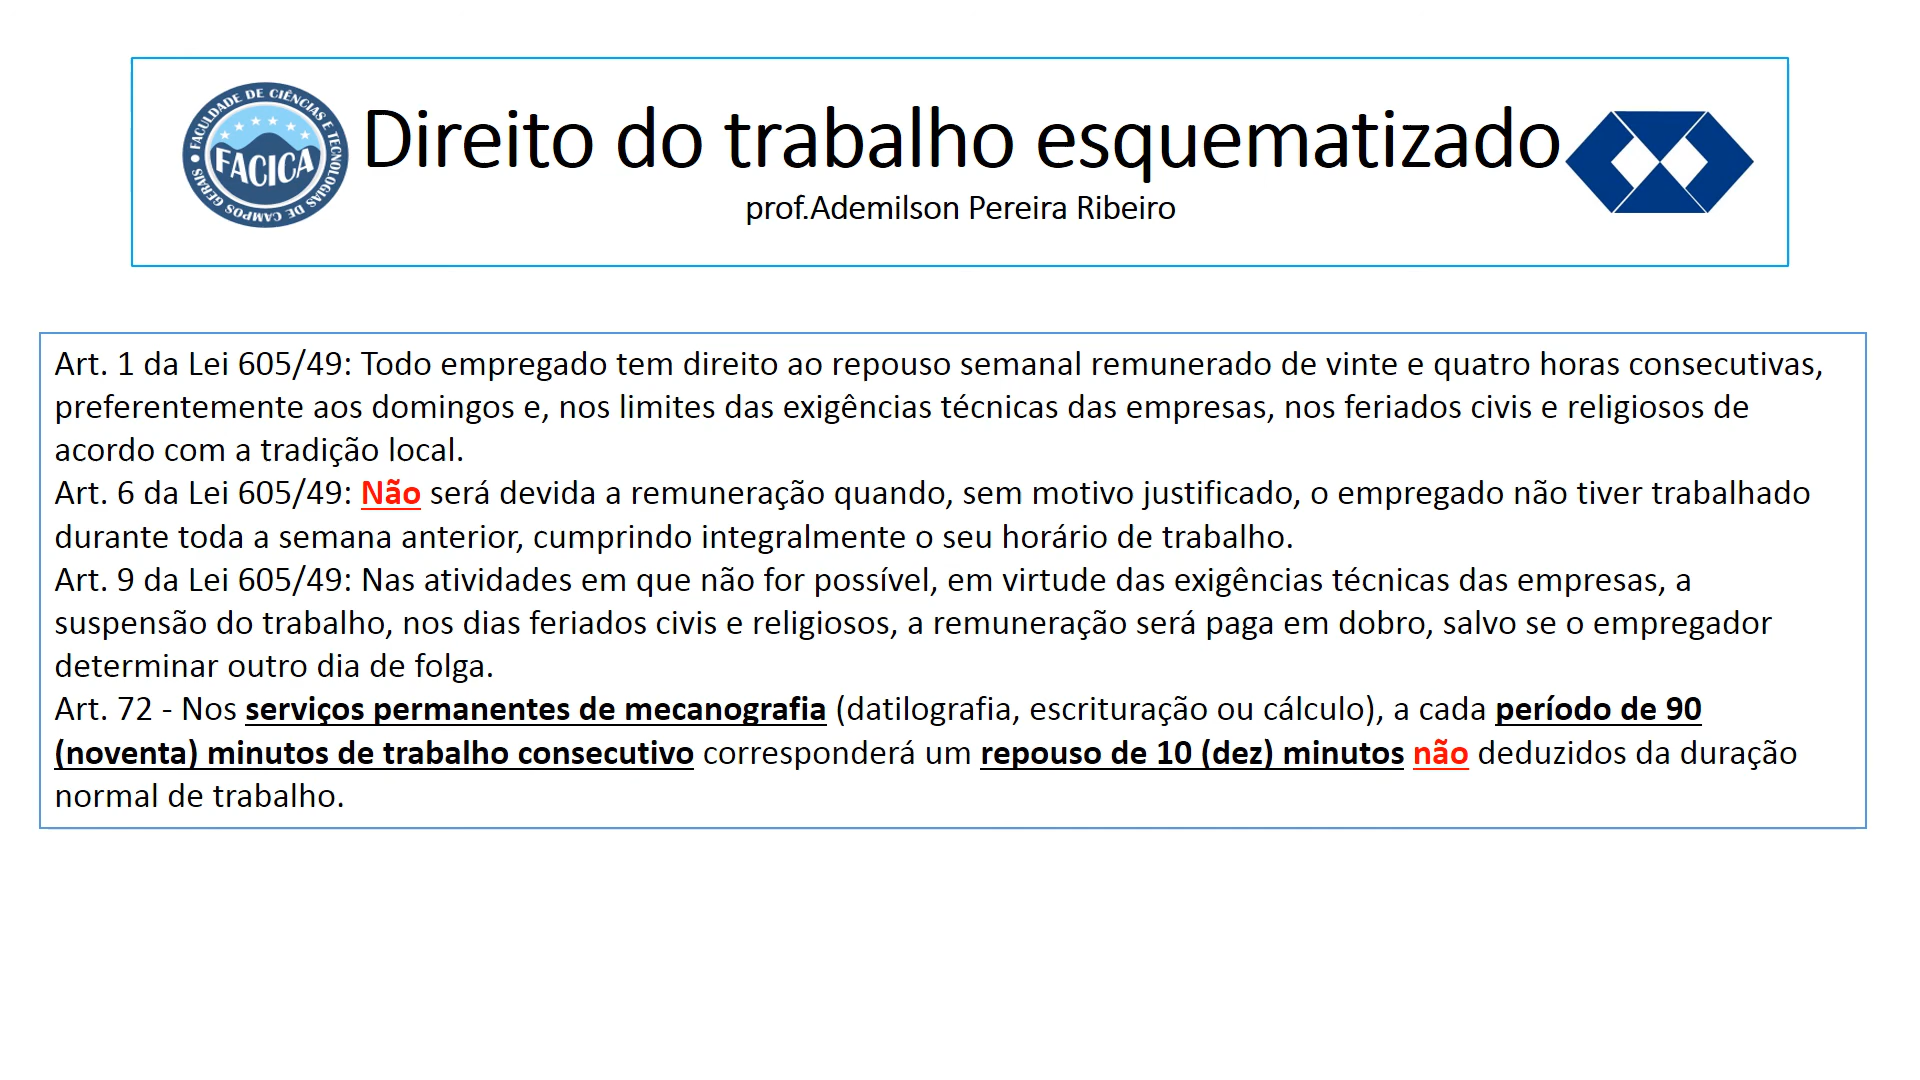 FACULDADE DE CIÊNCIAS E TECNOLOGIAS DE CAMPOS GERAIS
FACICA
Direito do trabalho esquematizado
prof.Ademilson Pereira Ribeiro
Art. 1 da Lei 605/49: Todo empregado tem direito ao repouso semanal remunerado de vinte e quatro horas consecutivas,
preferentemente aos domingos e, nos limites das exigências técnicas das empresas, nos feriados civis e religiosos de
acordo com a tradição local.
Art. 6 da Lei 605/49: Não será devida a remuneração quando, sem motivo justificado, o empregado não tiver trabalhado
durante toda a semana anterior, cumprindo integralmente o seu horário de trabalho.
Art. 9 da Lei 605/49: Nas atividades em que não for possível, em virtude das exigências técnicas das empresas, a
suspensão do trabalho, nos dias feriados civis e religiosos, a remuneração será paga em dobro, salvo se o empregador
determinar outro dia de folga.
Art. 72 - Nos serviços permanentes de mecanografia (datilografia, escrituração ou cálculo), a cada período de 90
(noventa) minutos de trabalho consecutivo corresponderá um repouso de 10 (dez) minutos não deduzidos da duração
normal de trabalho.